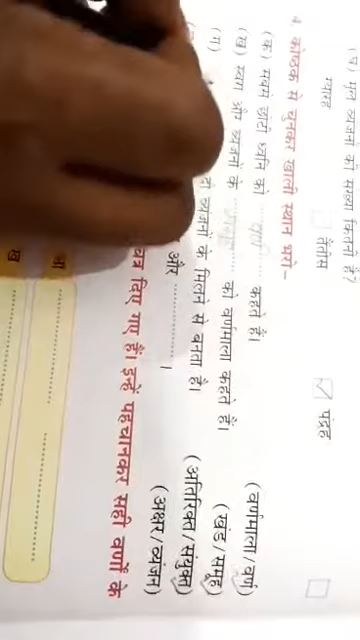 (घ) मूल व्यंजनों की संख्या कितनी है?
ग्यारह तैंतीस पंद्रह
4. कोष्ठक से चुनकर खाली स्थान भरो–
(क) सबसे छोटी ध्वनि को वर्ण कहते हैं। (वर्णमाला/वर्ण)
(ख) स्वरों और व्यंजनों के समूह को वर्णमाला कहते हैं। (खंड/समूह)
(ग) दो व्यंजनों के मिलने से बनता है। (अतिरिक्त/संयुक्त)
और ............ । (अक्षर/व्यंजन)
चित्र दिए गए हैं। इन्हें पहचानकर सही वर्णों के